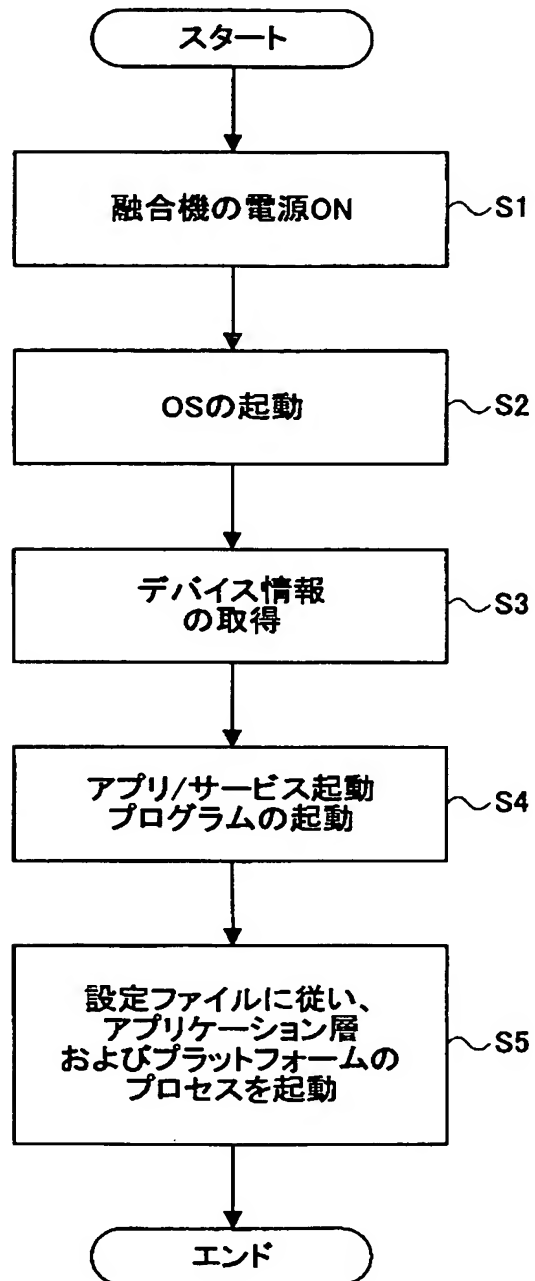 スタート
融合機の電源ON
S1
OSの起動
S2
デバイス情報
の取得
S3
アプリ/サービス起動
プログラムの起動
S4
設定ファイルに従い、
アプリケーション層
およびプラットフォームの
プロセスを起動
S5
エンド